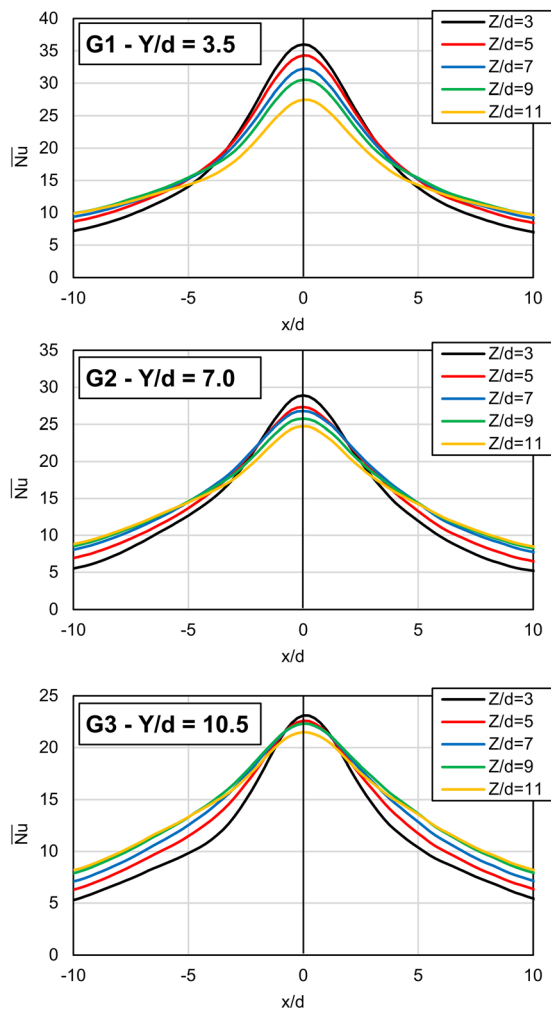 G1 - Y/d = 3.5
Z/d=3
Z/d=5
Z/d=7
Z/d=9
Z/d=11
40
35
30
25
20
15
10
5
0
Nu
-10 -5 0 5 10
x/d
G2 - Y/d = 7.0
Z/d=3
Z/d=5
Z/d=7
Z/d=9
Z/d=11
35
30
25
20
15
10
5
0
Nu
-10 -5 0 5 10
x/d
G3 - Y/d = 10.5
Z/d=3
Z/d=5
Z/d=7
Z/d=9
Z/d=11
25
20
15
10
5
0
Nu
-10 -5 0 5 10
x/d